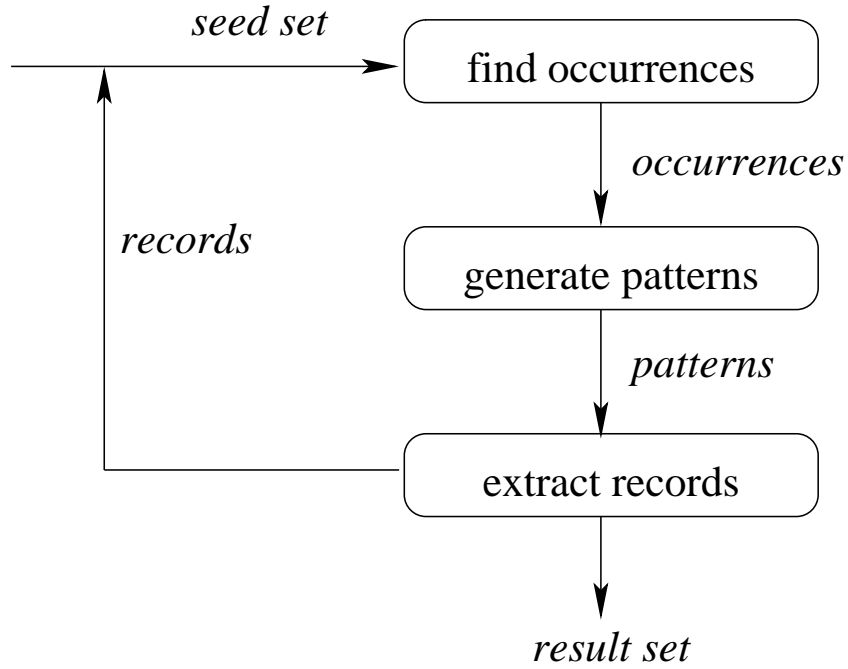 seed set
find occurrences
occurrences
records
generate patterns
patterns
extract records
result set